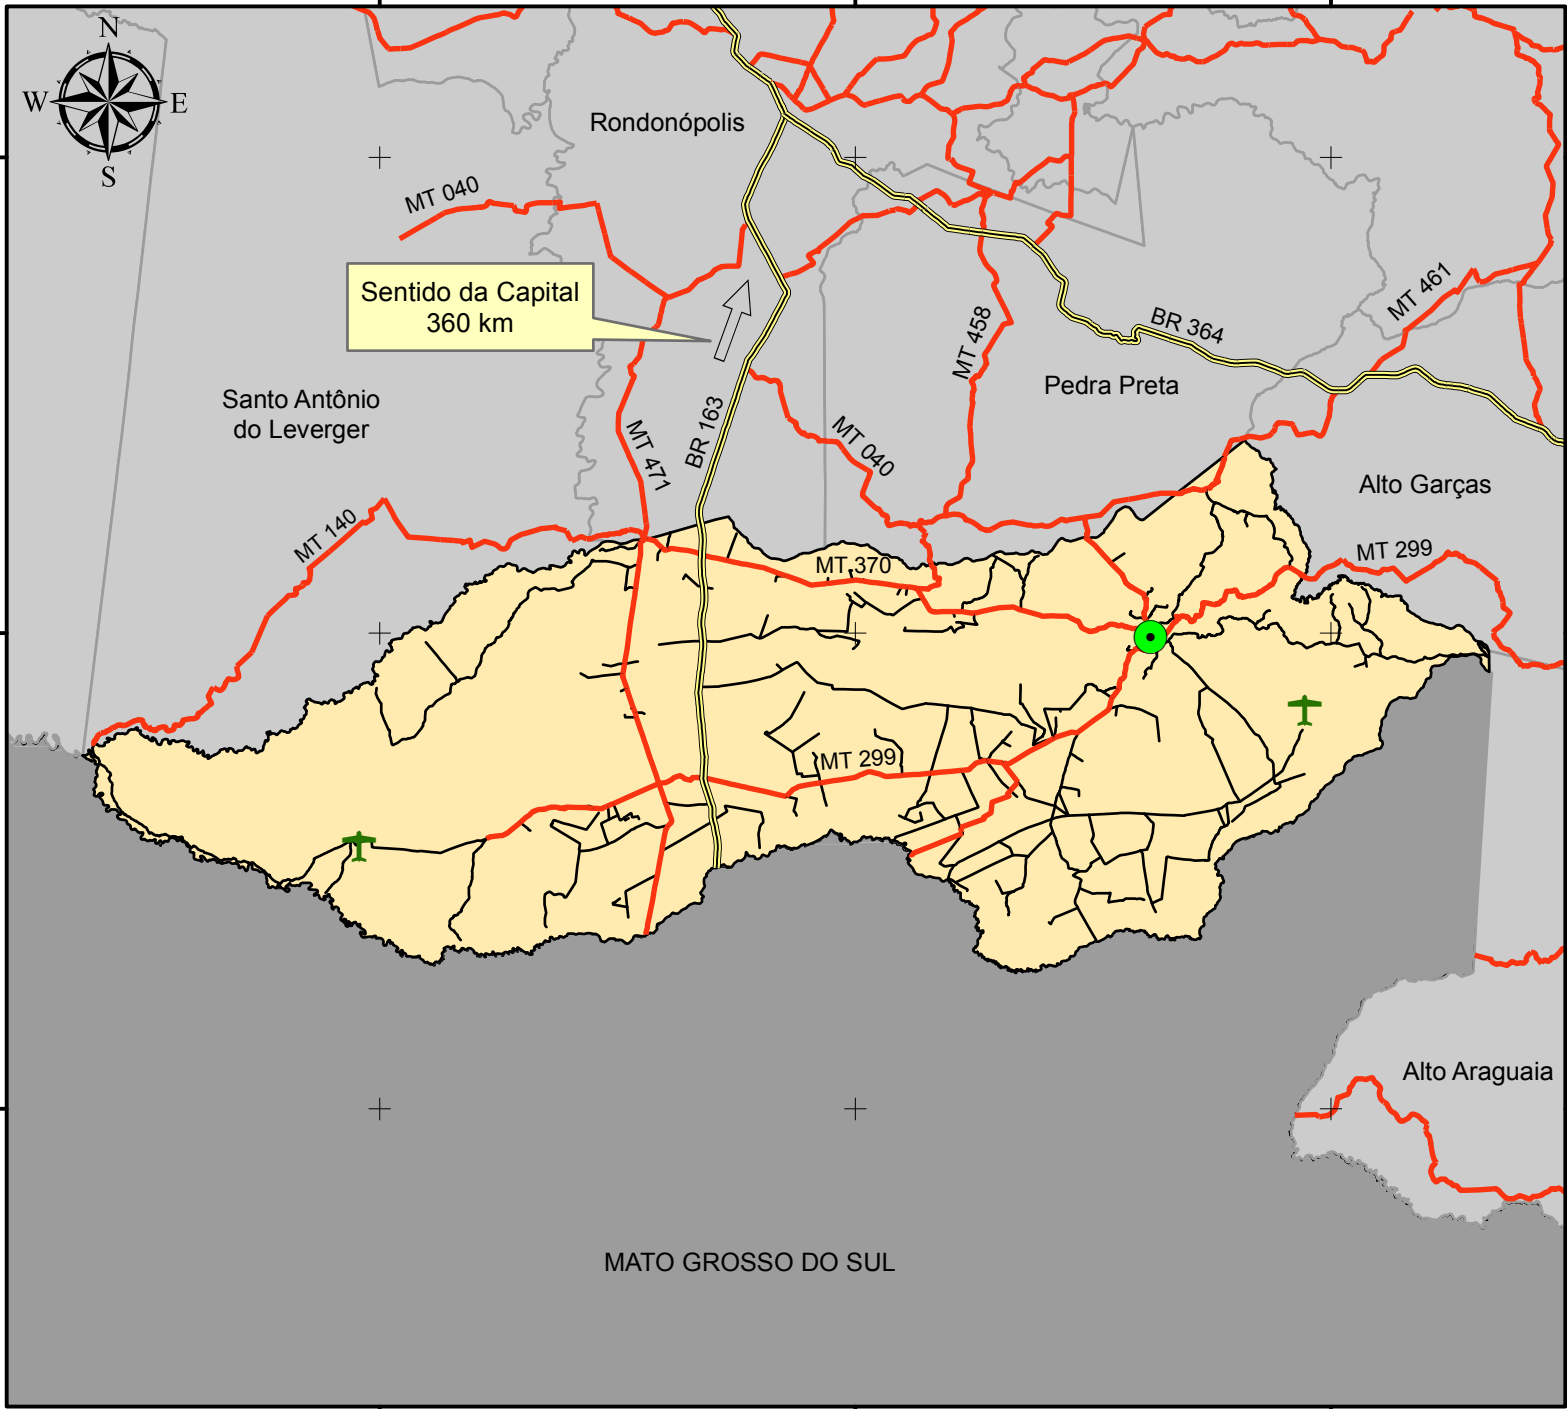 N
W
E
S
Rondonópolis
MT 040
Sentido da Capital
360 km
MT 461
MT 458
BR 364
Pedra Preta
Santo Antônio
do Leverger
MT 471
BR 163
MT 040
Alto Garças
MT 140
MT 299
MT 370
MT 299
Alto Araguaia
MATO GROSSO DO SUL